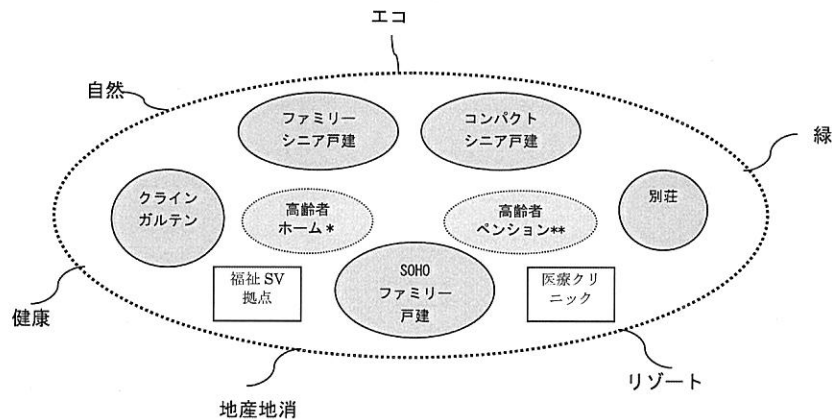 エコ
自然
緑
ファミリー
シニア戸建
コンパクト
シニア戸建
クライン
ガルテン
高齢者
ホーム*
高齢者
ペンション**
別荘
福祉SV
拠点
SOHO
ファミリー
戸建
医療クリ
ニック
健康
地産地消
リゾート